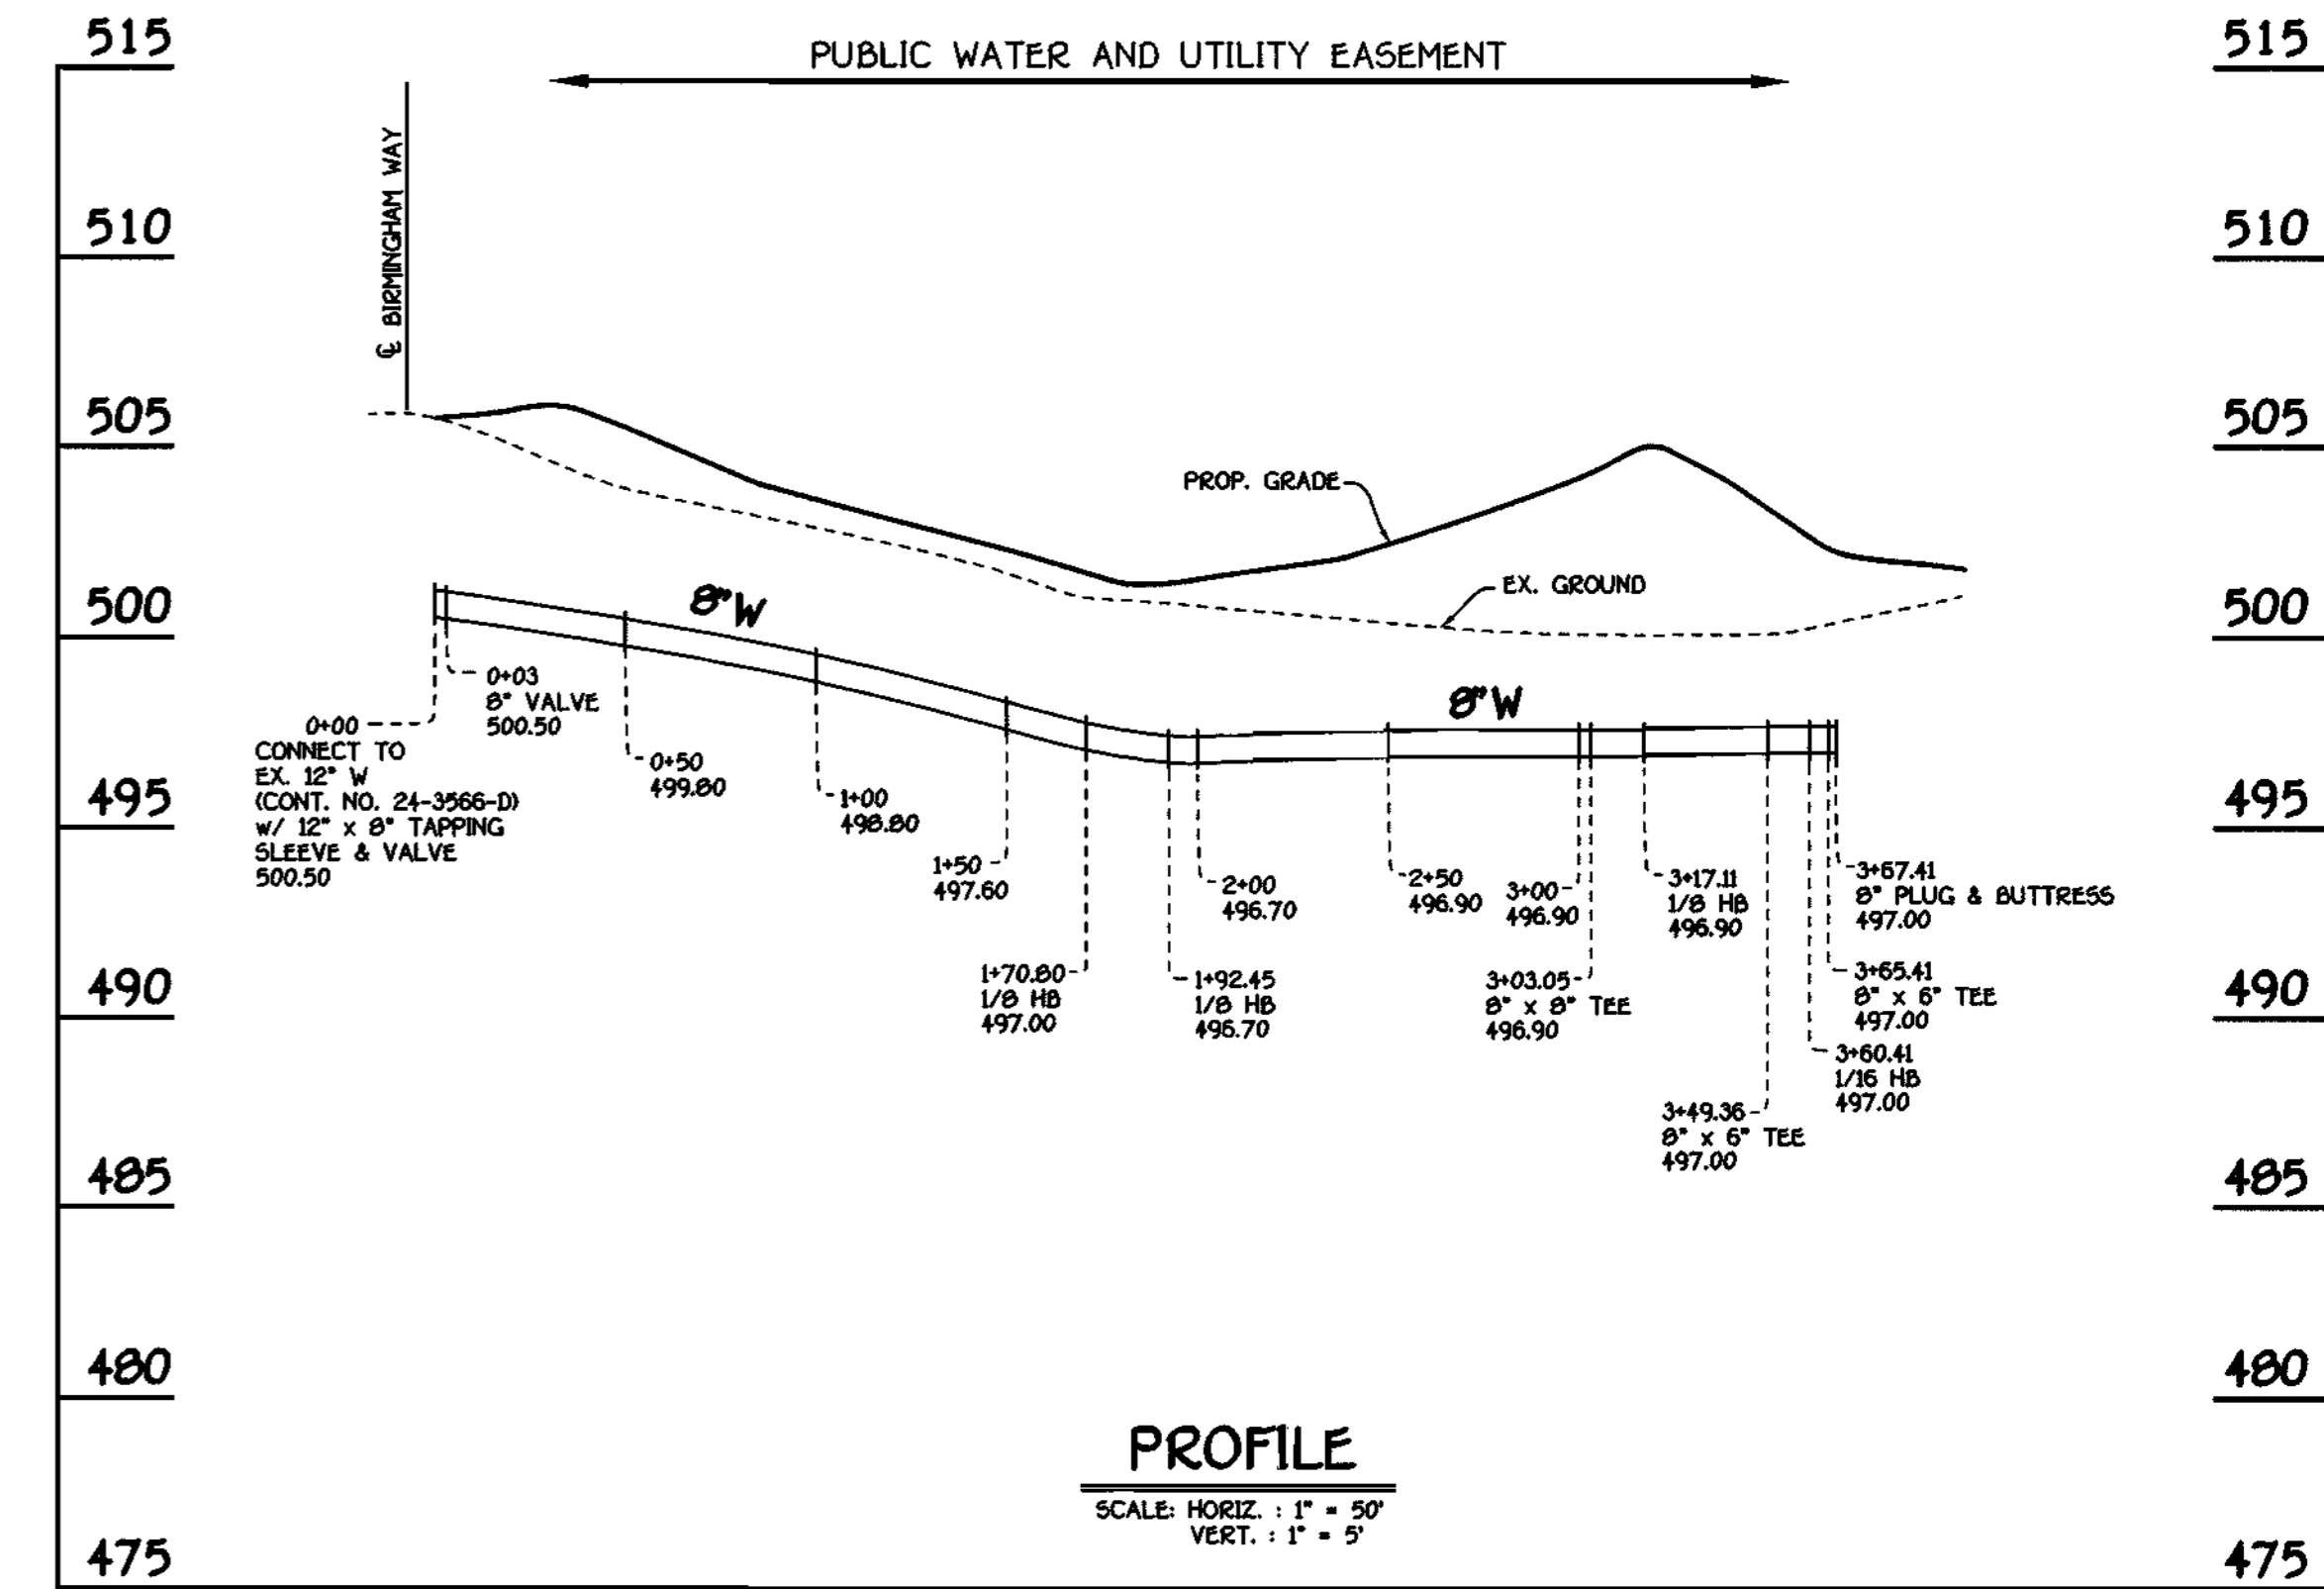 515
510
505
500
495
490
485
480
475
PUBLIC WATER AND UTILITY EASEMENT
℄ BIRMINGHAM WAY
PROP. GRADE
EX. GROUND
8"W
8"W
0+00
CONNECT TO
EX. 12" W
(CONT. NO. 24-3566-D)
W/ 12" x 8" TAPPING
SLEEVE & VALVE
500.50
0+03
8" VALVE
500.50
0+50
499.80
1+00
498.80
1+50
497.60
1+70.80
1/8 HB
497.00
1+92.45
1/8 HB
496.70
2+00
496.70
2+50
496.90
3+00
496.90
3+03.05
8" x 8" TEE
496.90
3+17.11
1/8 HB
496.90
3+49.36
8" x 6" TEE
497.00
3+60.41
1/16 HB
497.00
3+65.41
8" x 6" TEE
497.00
3+67.41
8" PLUG & BUTTRESS
497.00
515
510
505
500
495
490
485
480
475
PROFILE
SCALE: HORIZ. : 1" = 50'
VERT. : 1" = 5'